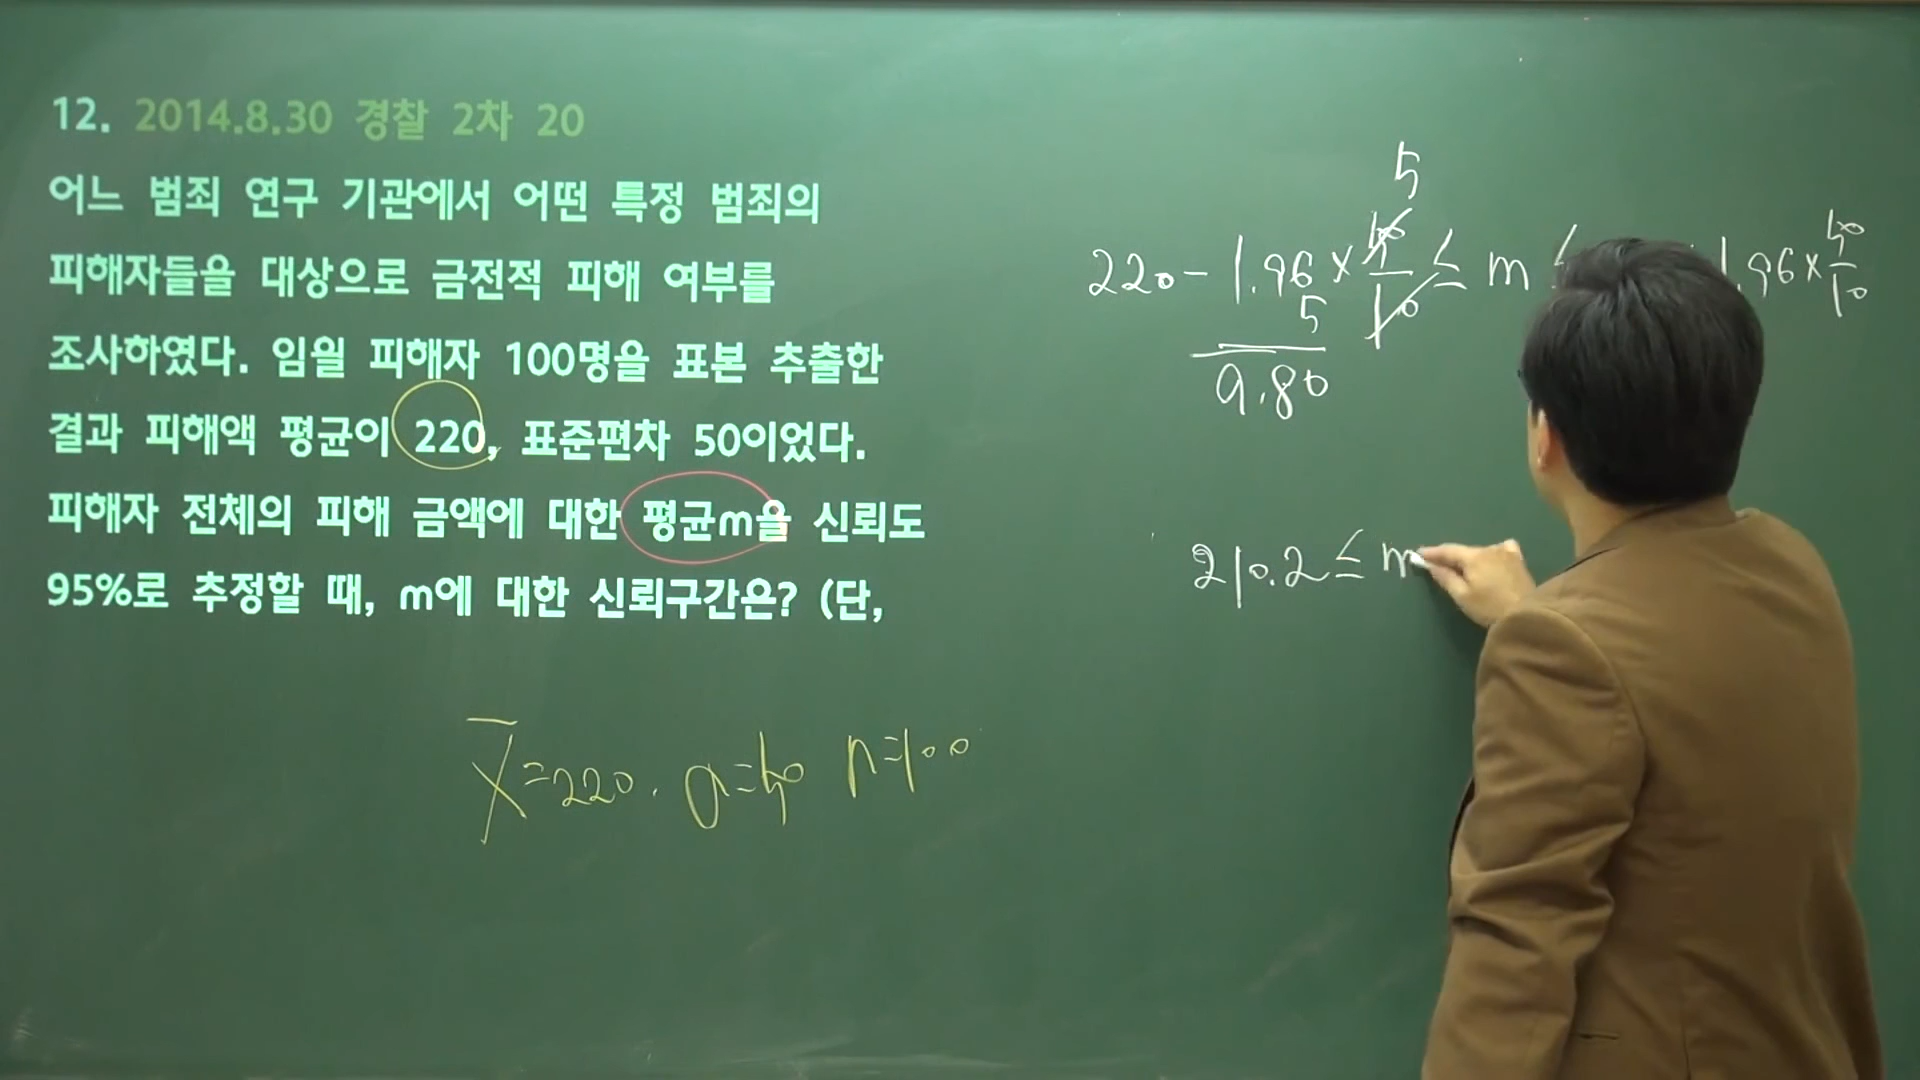 12. 2014.8.30 경찰 2차 20
어느 범죄 연구 기관에서 어떤 특정 범죄의
피해자들을 대상으로 금전적 피해 여부를
조사하였다. 임의 피해자 100명을 표본 추출한
결과 피해액 평균이 220, 표준편차 50이었다.
피해자 전체의 피해 금액에 대한 평균m을 신뢰도
95%로 추정할 때, m에 대한 신뢰구간은? (단,
X̄=220. σ=50 n=100
5
220 - 1.96 × 50/10 ≤ m ≤ 1.96 × 50/10
5
9.80
210.2 ≤ m